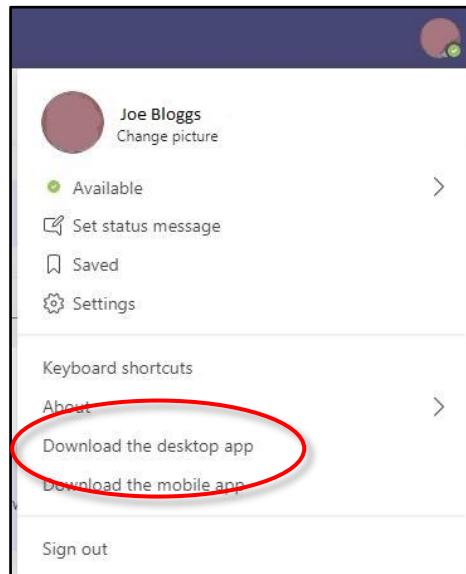 Joe Bloggs
Change picture
Available
Set status message
Saved
Settings
Keyboard shortcuts
About
Download the desktop app
Download the mobile app
Sign out